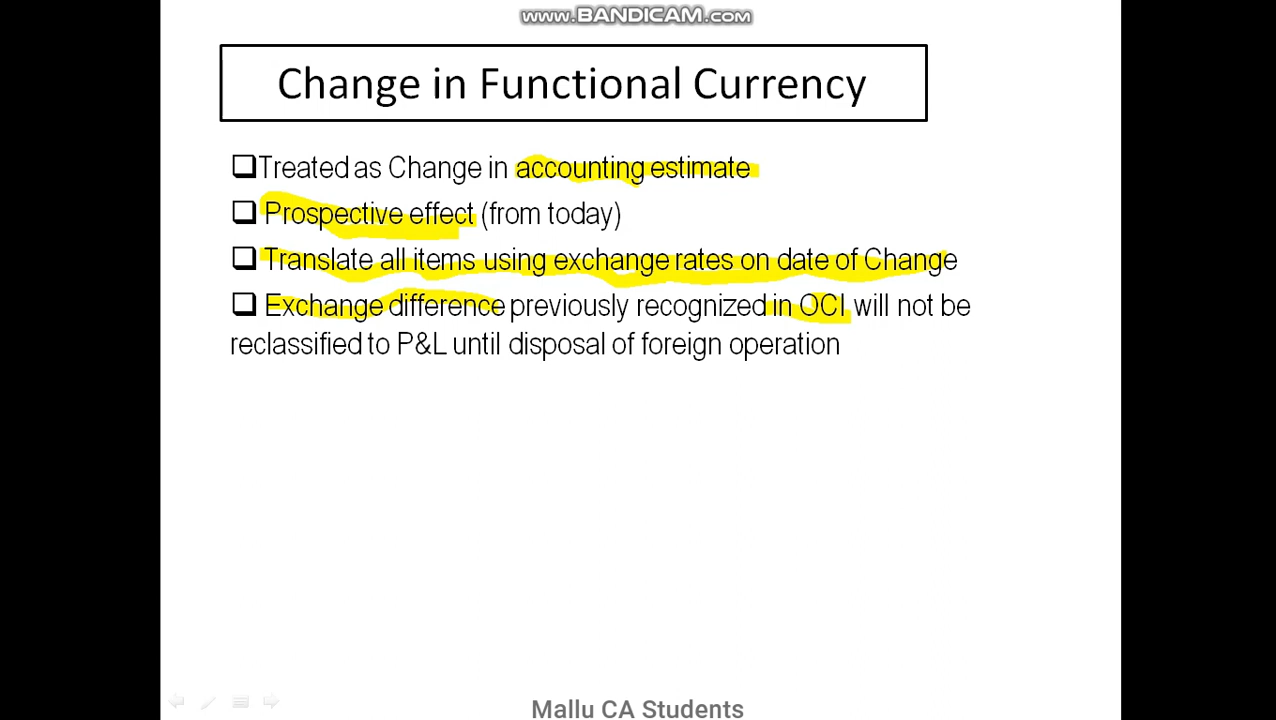 www.BANDICAM.com
Change in Functional Currency
❑Treated as Change in accounting estimate
❑ Prospective effect (from today)
❑ Translate all items using exchange rates on date of Change
❑ Exchange difference previously recognized in OCI will not be
reclassified to P&L until disposal of foreign operation
Mallu CA Students